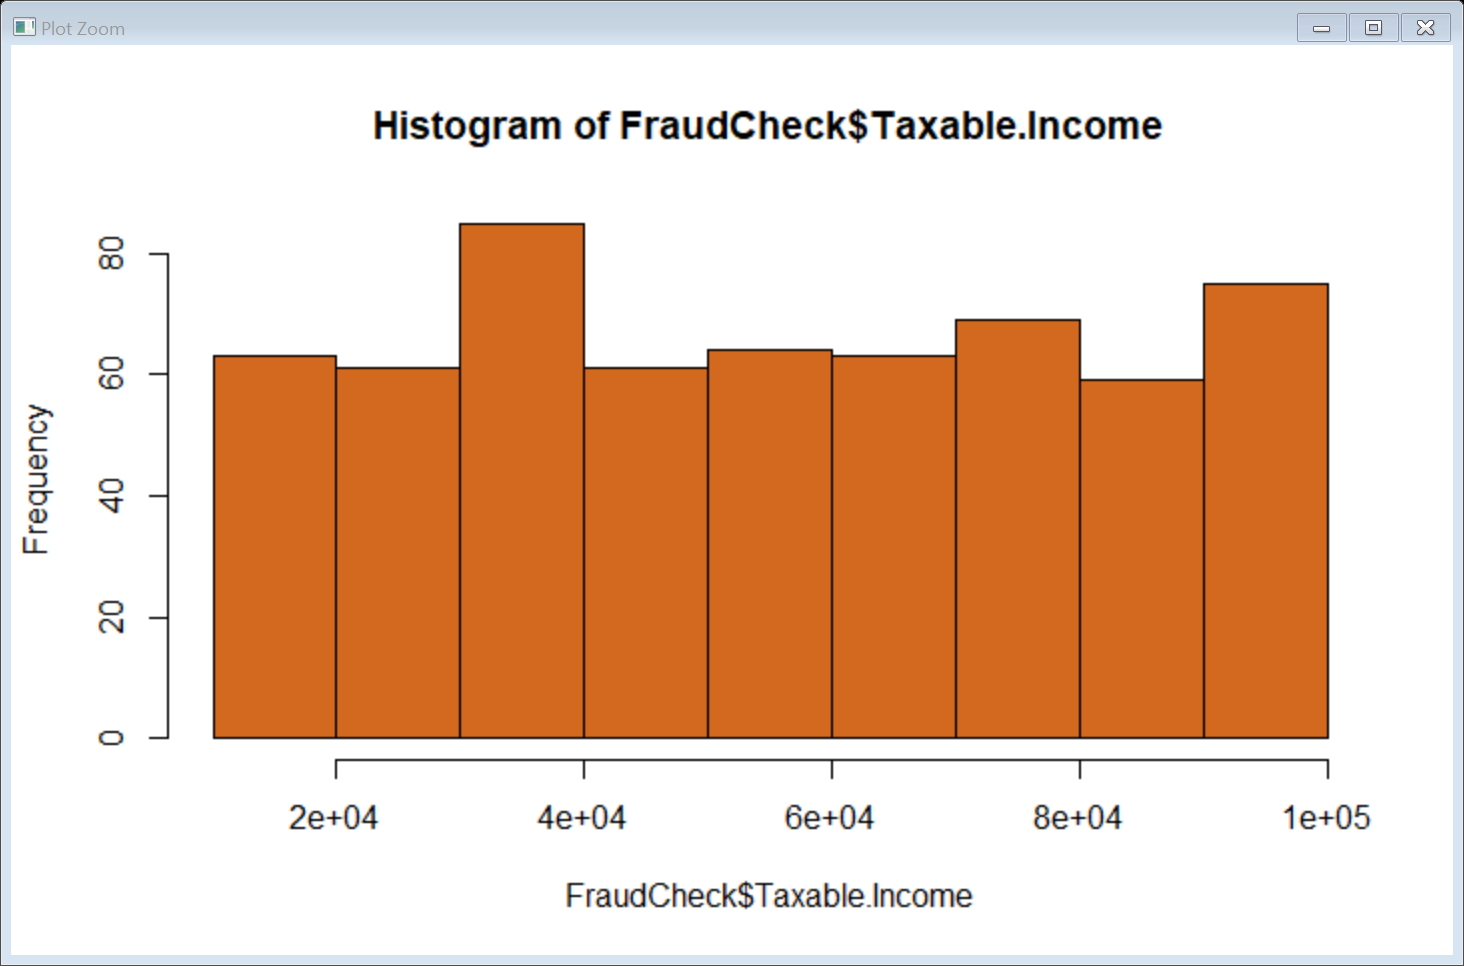 Plot Zoom
Histogram of FraudCheck$Taxable.Income
80
60
40
20
0
Frequency
2e+04 4e+04 6e+04 8e+04 1e+05
FraudCheck$Taxable.Income